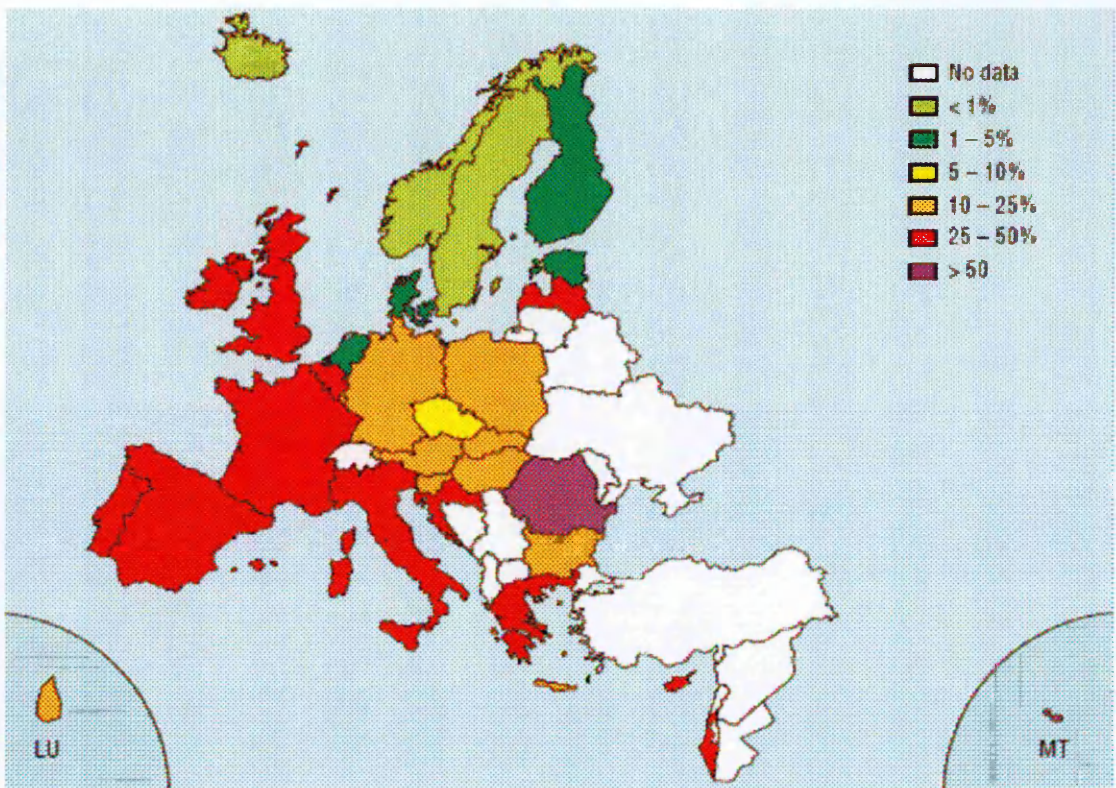 No data
< 1%
1 – 5%
5 – 10%
10 – 25%
25 – 50%
> 50
LU
MT